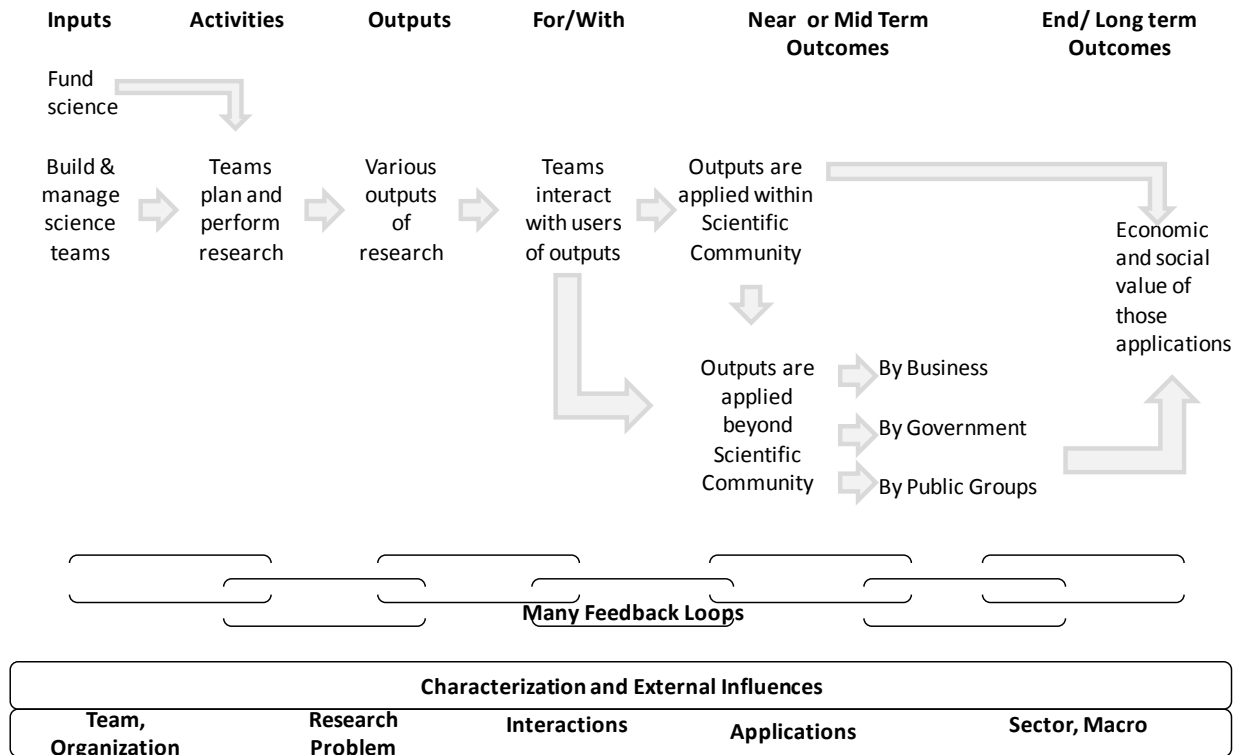 Inputs
Activities
Outputs
For/With
Near or Mid Term
Outcomes
End/ Long term
Outcomes
Fund
science
Build &
manage
science
teams
Teams
plan and
perform
research
Various
outputs
of
research
Teams
interact
with users
of outputs
Outputs are
applied within
Scientific
Community
Economic
and social
value of
those
applications
Outputs are
applied
beyond
Scientific
Community
By Business
By Government
By Public Groups
Many Feedback Loops
Characterization and External Influences
Team,
Organization
Research
Problem
Interactions
Applications
Sector, Macro